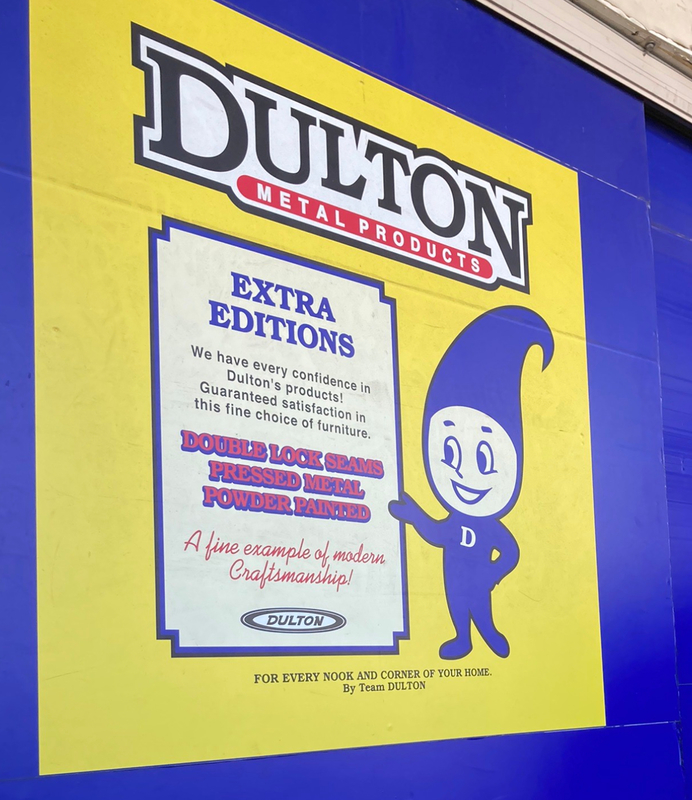 DULTON
METAL PRODUCTS
EXTRA
EDITIONS
We have every confidence in
Dulton's products!
Guaranteed satisfaction in
this fine choice of furniture.
DOUBLE LOCK SEAMS
PRESSED METAL
POWDER PAINTED
A fine example of modern
Craftsmanship!
DULTON
D
FOR EVERY NOOK AND CORNER OF YOUR HOME.
By Team DULTON